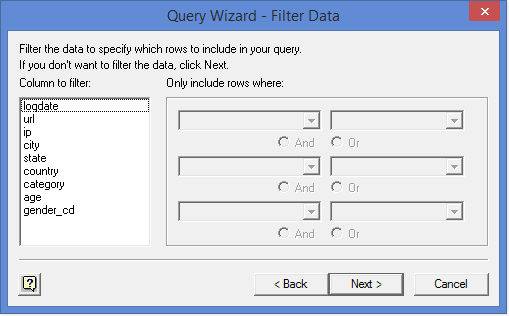 Query Wizard - Filter Data
Filter the data to specify which rows to include in your query.
If you don't want to filter the data, click Next.
Column to filter:
Only include rows where:
logdate
url
ip
city
state
country
category
age
gender_cd
And
Or
And
Or
And
Or
< Back
Next >
Cancel